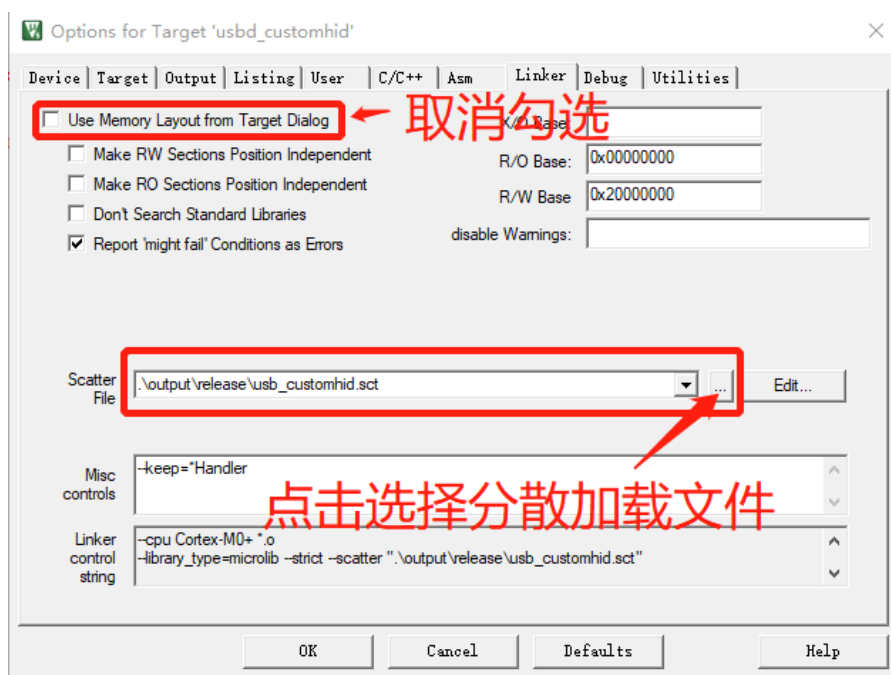 Options for Target 'usbd_customhid'
Device Target Output Listing User C/C++ Asm Linker Debug Utilities
Use Memory Layout from Target Dialog
取消勾选
X/O Base:
Make RW Sections Position Independent
R/O Base: 0x00000000
Make RO Sections Position Independent
R/W Base 0x20000000
Don't Search Standard Libraries
disable Warnings:
Report 'might fail' Conditions as Errors
Scatter File
.\output\release\usb_customhid.sct
... Edit...
Misc controls
--keep=*Handler
点击选择分散加载文件
Linker control string
--cpu Cortex-M0+ *.o
--library_type=microlib --strict --scatter ".\output\release\usb_customhid.sct"
OK Cancel Defaults Help